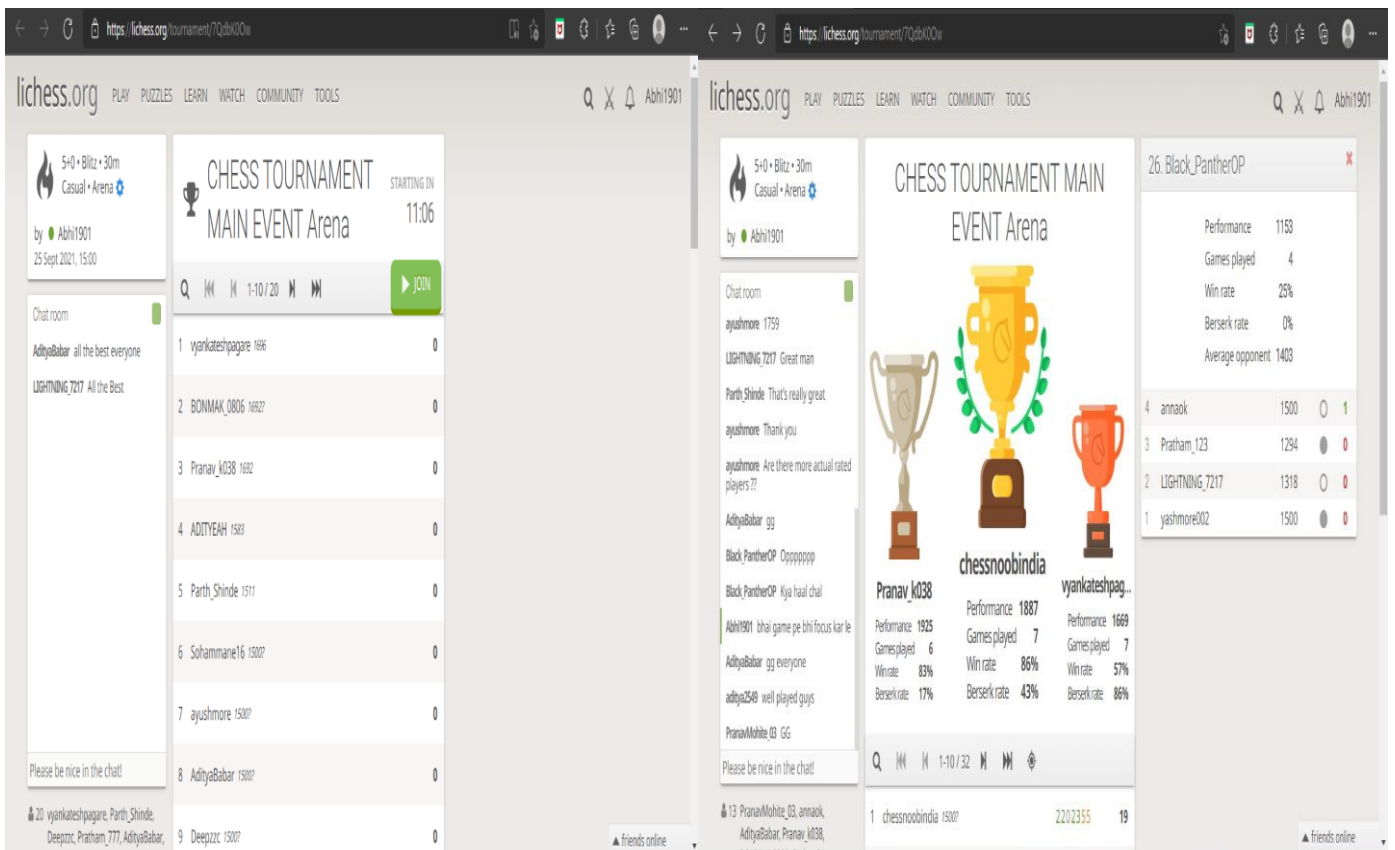 https://lichess.org/tournament/7QdbK0Ow
lichess.org PLAY PUZZLES LEARN WATCH COMMUNITY TOOLS Abhi1901
5+0 • Blitz • 30m
Casual • Arena
by Abhi1901
25 Sept 2021, 15:00
Chat room
AdityaBabar all the best everyone
LIGHTNING_7217 All the Best
Please be nice in the chat!
20 vyankateshpagare, Parth_Shinde,
Deepzzc, Pratham_777, AdityaBabar,
CHESS TOURNAMENT
MAIN EVENT Arena
STARTING IN
11:06
1-10 / 20
JOIN
1 vyankateshpagare 1696 0
2 BONMAK_0806 1692? 0
3 Pranav_k038 1692 0
4 ADITYEAH 1583 0
5 Parth_Shinde 1511 0
6 Sohammane16 1500? 0
7 ayushmore 1500? 0
8 AdityaBabar 1500? 0
9 Deepzzc 1500? 0
friends online
https://lichess.org/tournament/7QdbK0Ow
lichess.org PLAY PUZZLES LEARN WATCH COMMUNITY TOOLS Abhi1901
5+0 • Blitz • 30m
Casual • Arena
by Abhi1901
Chat room
ayushmore 1759
LIGHTNING_7217 Great man
Parth_Shinde That's really great
ayushmore Thank you
ayushmore Are there more actual rated
players ??
AdityaBabar gg
Black_PantherOP Oppppppp
Black_PantherOP Kya haal chal
Abhi1901 bhai game pe bhi focus kar le
AdityaBabar gg everyone
aditya2549 well played guys
PranavMohite_03 GG
Please be nice in the chat!
13 PranavMohite_03, annaok,
AdityaBabar, Pranav_k038,
CHESS TOURNAMENT MAIN
EVENT Arena
Pranav_k038
Performance 1925
Games played 6
Win rate 83%
Berserk rate 17%
chessnoobindia
Performance 1887
Games played 7
Win rate 86%
Berserk rate 43%
vyankateshpag...
Performance 1669
Games played 7
Win rate 57%
Berserk rate 86%
1-10 / 32
1 chessnoobindia 1500? 2202355 19
26. Black_PantherOP
Performance 1153
Games played 4
Win rate 25%
Berserk rate 0%
Average opponent 1403
4 annaok 1500 1
3 Pratham_123 1294 0
2 LIGHTNING_7217 1318 0
1 yashmore002 1500 0
friends online